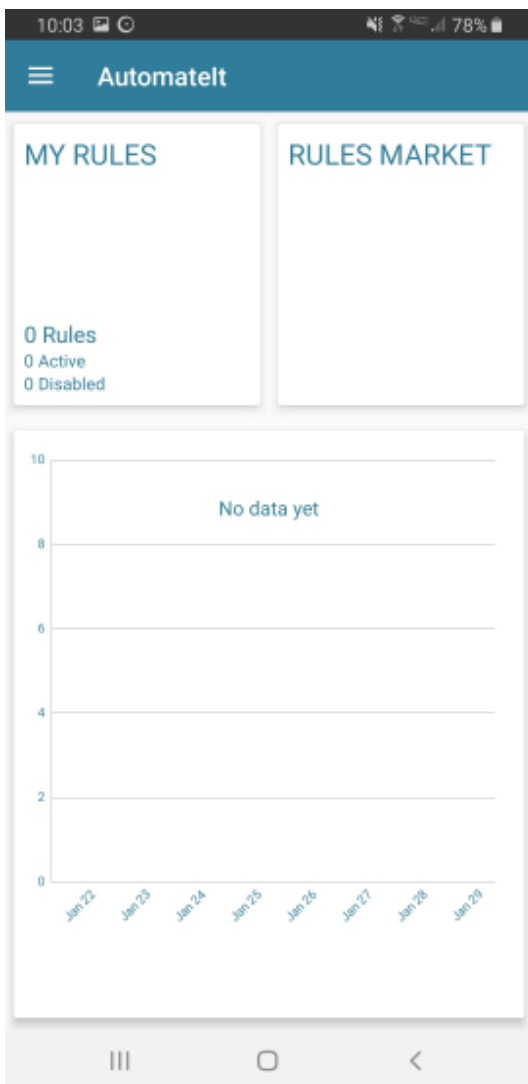 10:03
78%
AutomateIt
MY RULES
0 Rules
0 Active
0 Disabled
RULES MARKET
No data yet
10
8
6
4
2
0
Jan 22
Jan 23
Jan 24
Jan 25
Jan 26
Jan 27
Jan 28
Jan 29